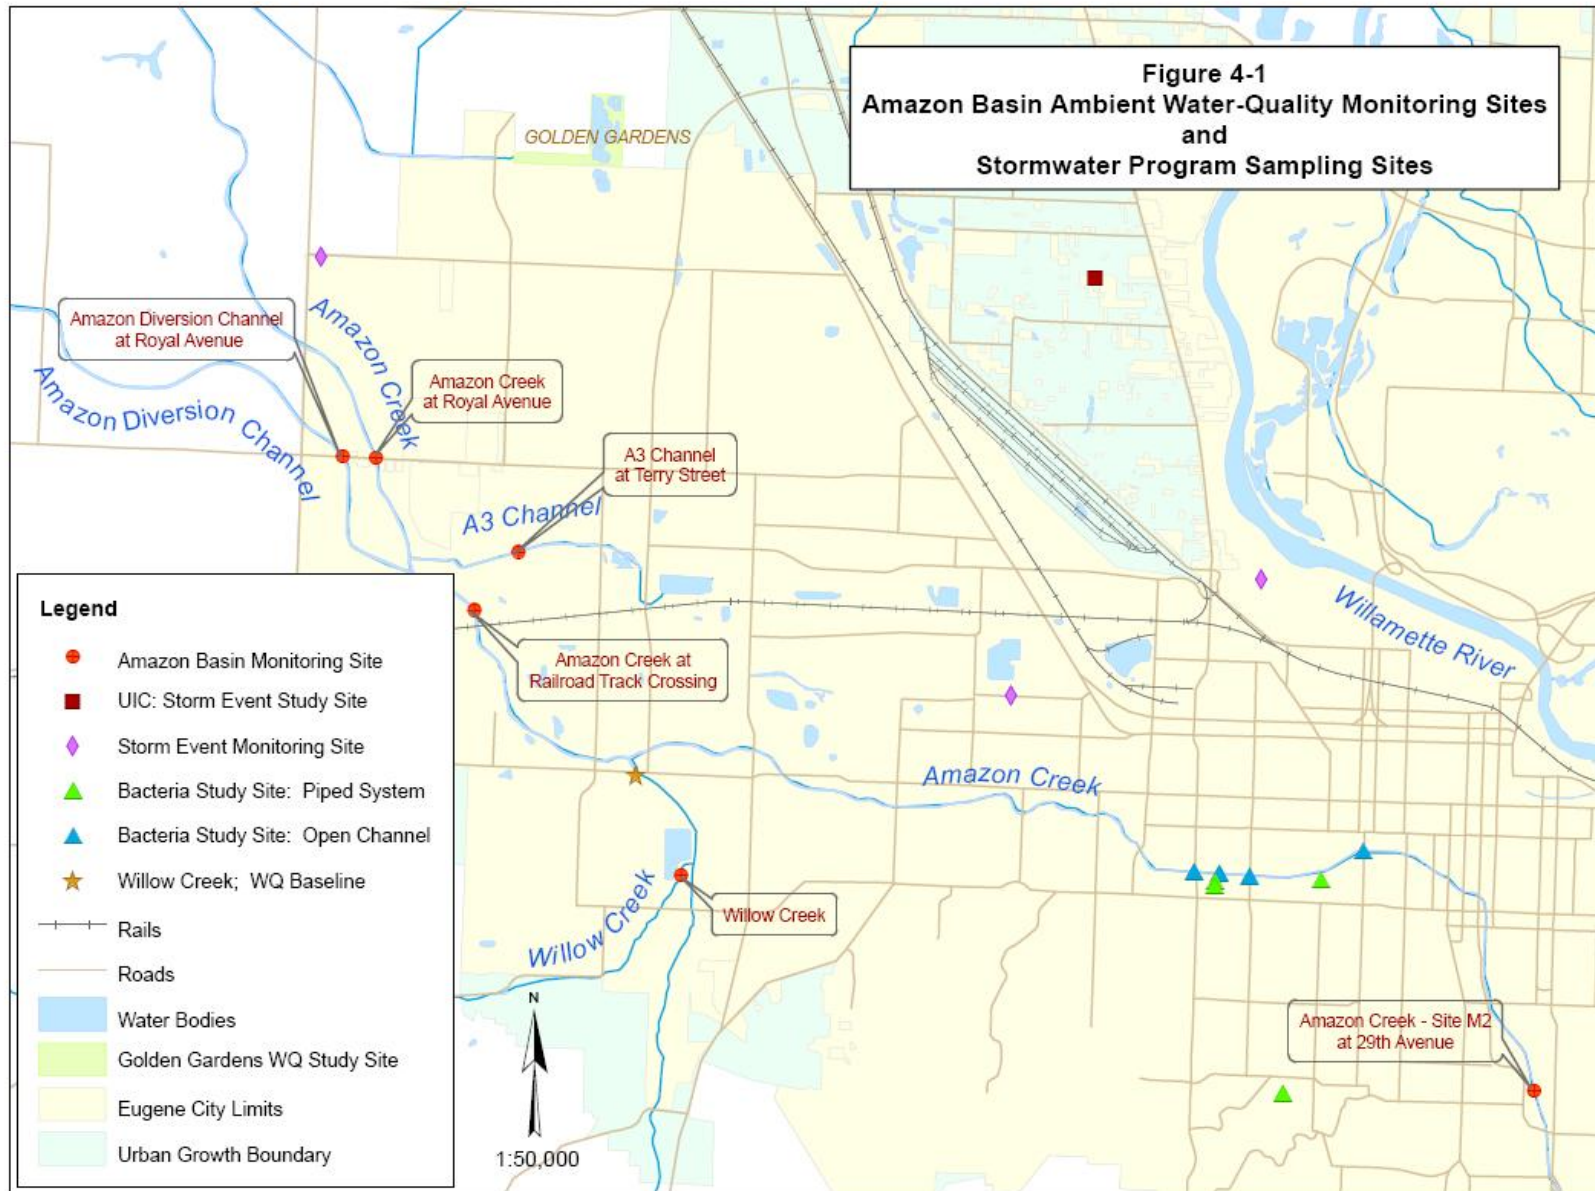 Figure 4-1
Amazon Basin Ambient Water-Quality Monitoring Sites
and
Stormwater Program Sampling Sites
GOLDEN GARDENS
Amazon Diversion Channel
at Royal Avenue
Amazon Creek
Amazon Creek
at Royal Avenue
Amazon Diversion Channel
A3 Channel
at Terry Street
A3 Channel
Willamette River
Amazon Creek at
Railroad Track Crossing
Amazon Creek
Willow Creek
Willow Creek
Amazon Creek - Site M2
at 29th Avenue
Legend
Amazon Basin Monitoring Site
UIC: Storm Event Study Site
Storm Event Monitoring Site
Bacteria Study Site: Piped System
Bacteria Study Site: Open Channel
Willow Creek; WQ Baseline
Rails
Roads
Water Bodies
Golden Gardens WQ Study Site
Eugene City Limits
Urban Growth Boundary
N
1:50,000